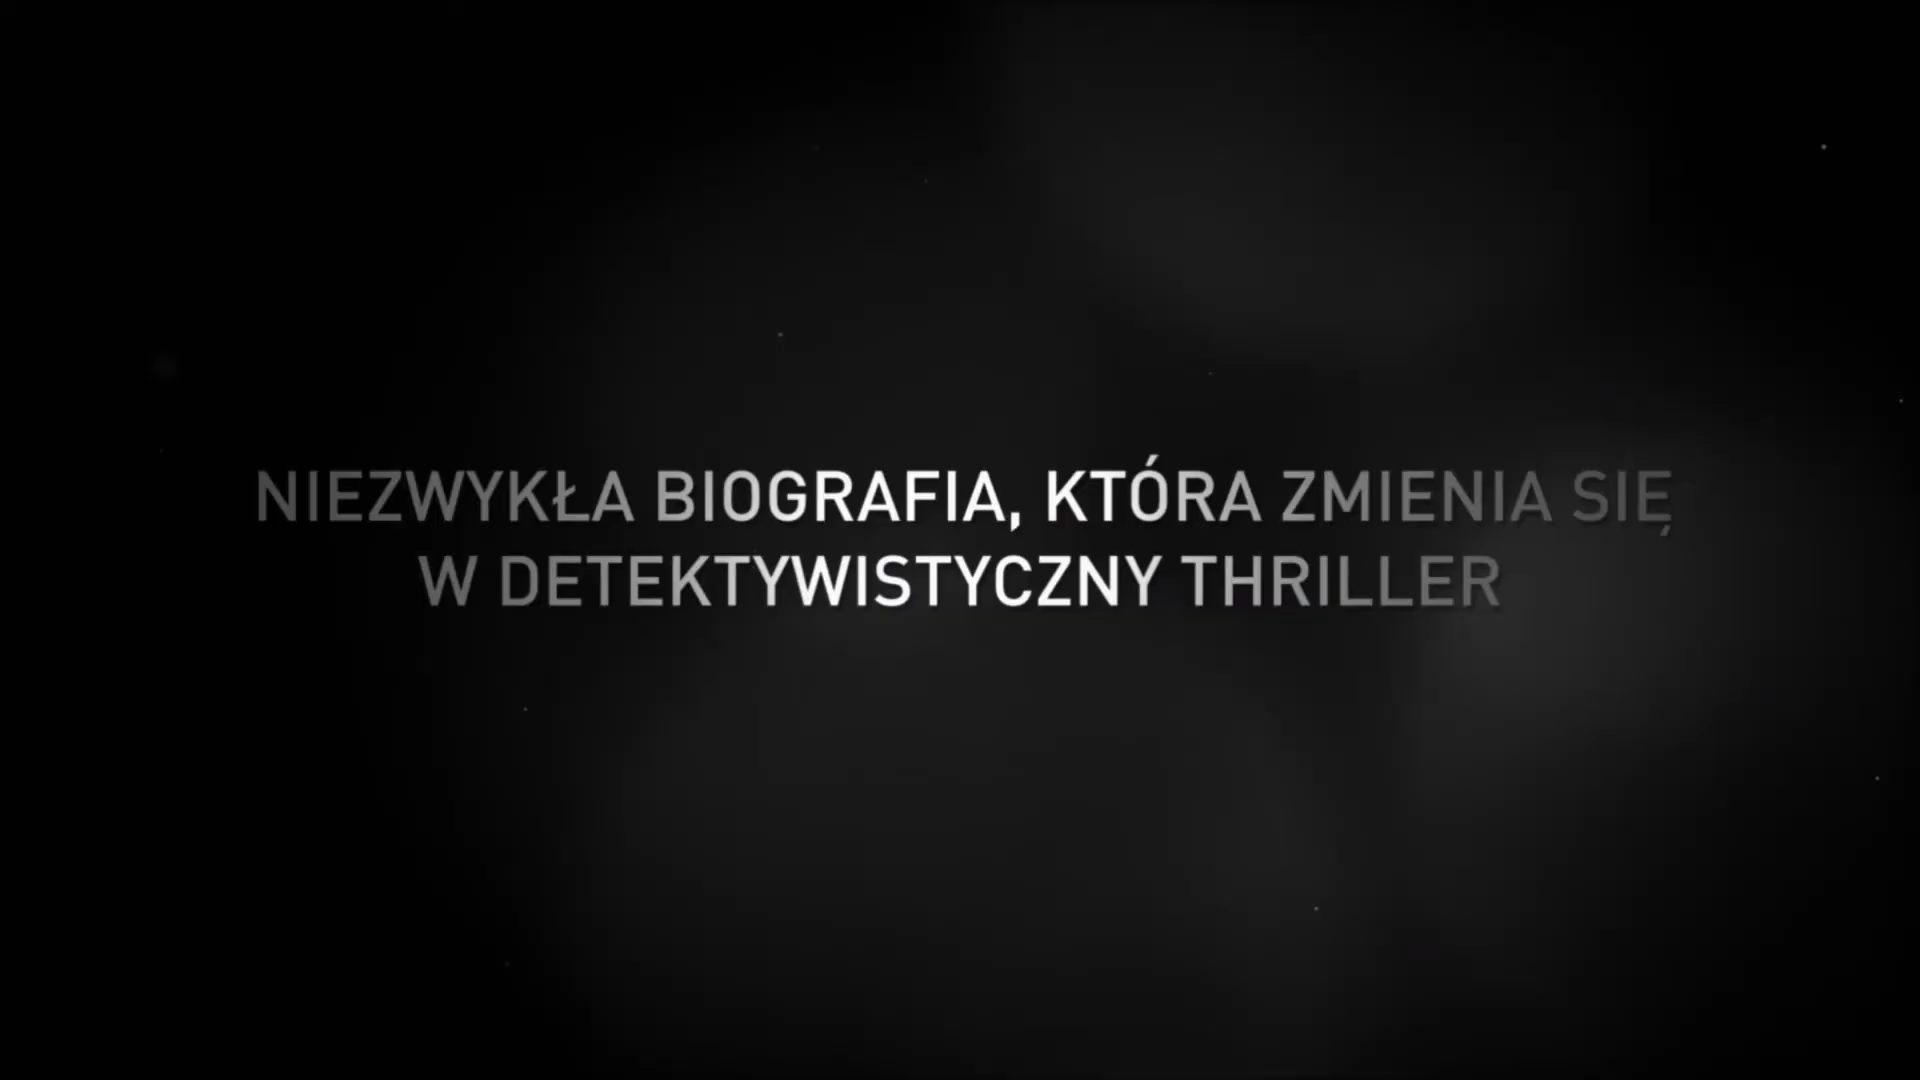 NIEZWYKŁA BIOGRAFIA, KTÓRA ZMIENIA SIĘ
W DETEKTYWISTYCZNY THRILLER